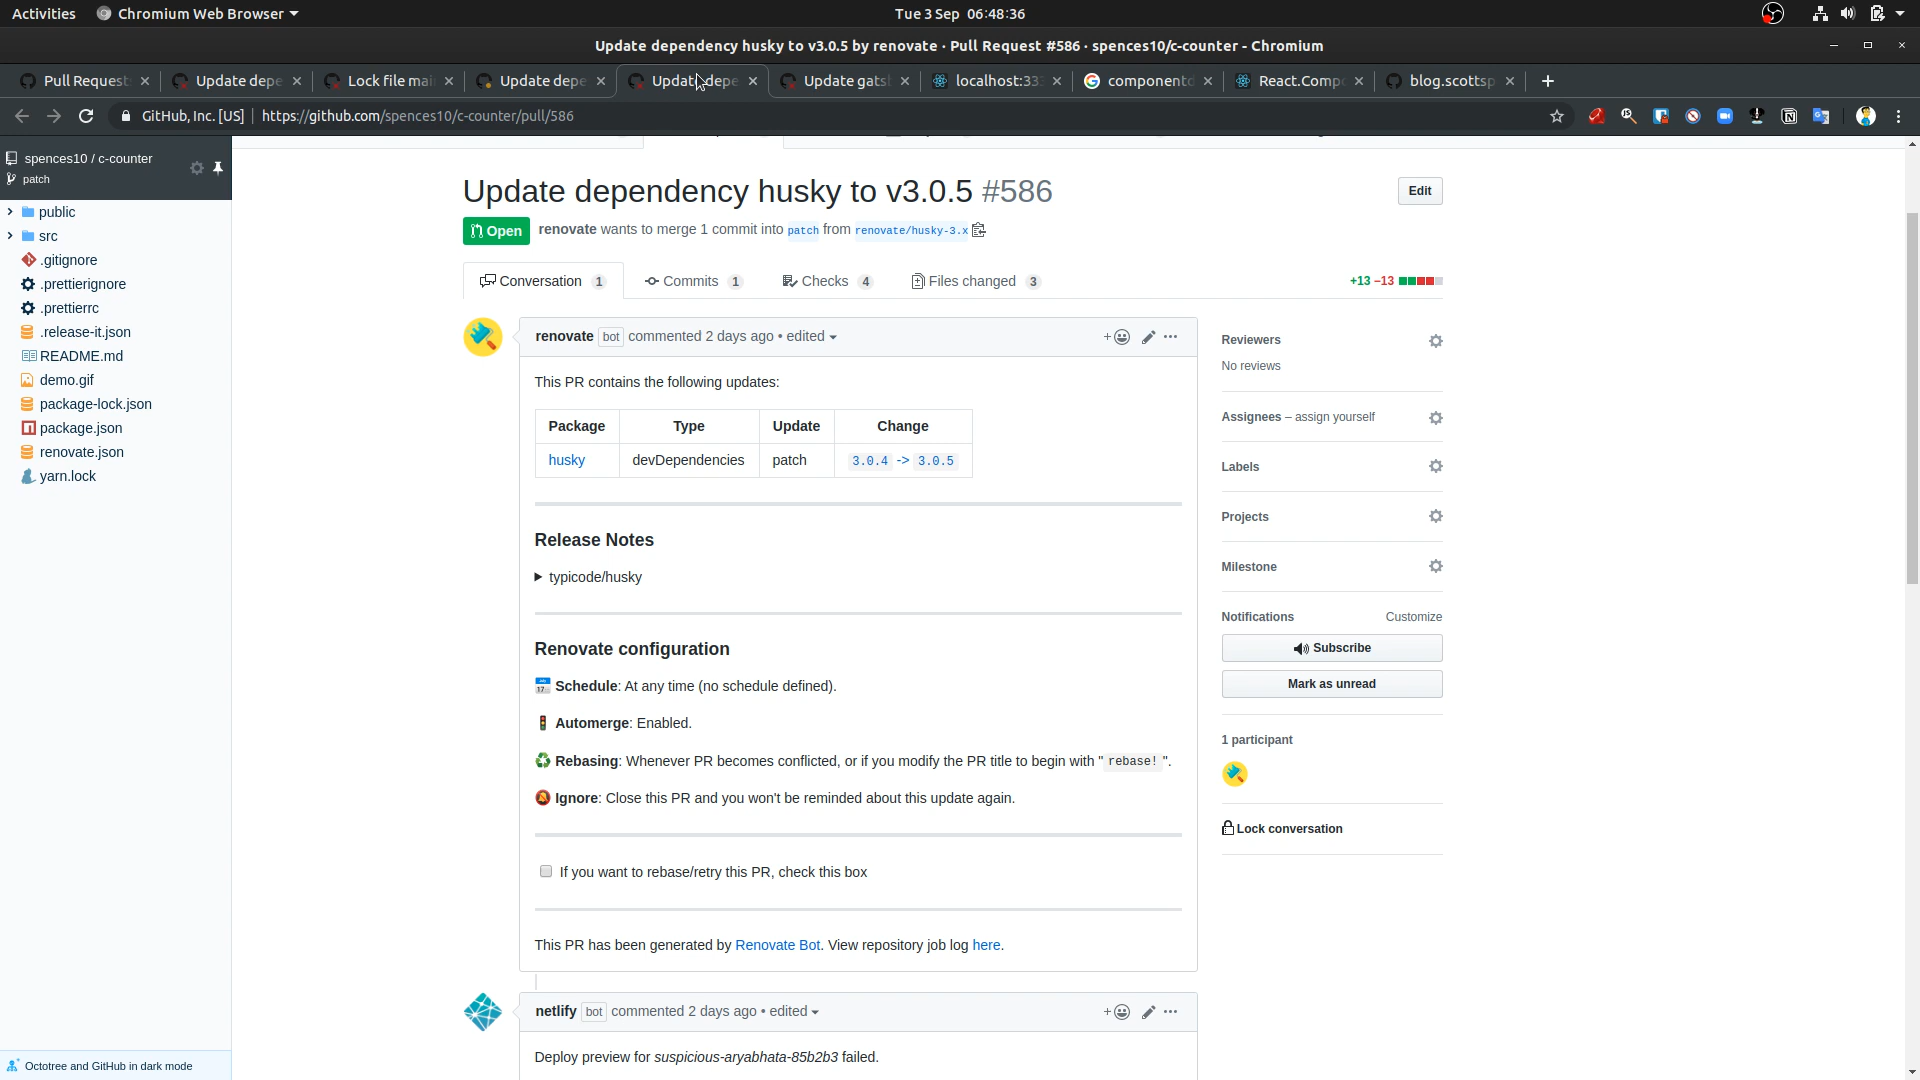 Activities
Chromium Web Browser
Tue 3 Sep 06:48:36
Update dependency husky to v3.0.5 by renovate · Pull Request #586 · spences10/c-counter - Chromium
Pull Request
Update depe
Lock file mai
Update depe
Update depe
Update gats
localhost:333
component
React.Comp
blog.scottsp
GitHub, Inc. [US]
https://github.com/spences10/c-counter/pull/586
spences10 / c-counter
patch
public
src
.gitignore
.prettierignore
.prettierrc
.release-it.json
README.md
demo.gif
package-lock.json
package.json
renovate.json
yarn.lock
Octotree and GitHub in dark mode
Update dependency husky to v3.0.5 #586
Edit
Open
renovate wants to merge 1 commit into patch from renovate/husky-3.x
Conversation 1
Commits 1
Checks 4
Files changed 3
+13 −13
renovate bot commented 2 days ago • edited
This PR contains the following updates:
Package Type Update Change
husky devDependencies patch 3.0.4 -> 3.0.5
Release Notes
typicode/husky
Renovate configuration
Schedule: At any time (no schedule defined).
Automerge: Enabled.
Rebasing: Whenever PR becomes conflicted, or if you modify the PR title to begin with "rebase!".
Ignore: Close this PR and you won't be reminded about this update again.
If you want to rebase/retry this PR, check this box
This PR has been generated by Renovate Bot. View repository job log here.
netlify bot commented 2 days ago • edited
Deploy preview for suspicious-aryabhata-85b2b3 failed.
Reviewers
No reviews
Assignees – assign yourself
Labels
Projects
Milestone
Notifications
Customize
Subscribe
Mark as unread
1 participant
Lock conversation